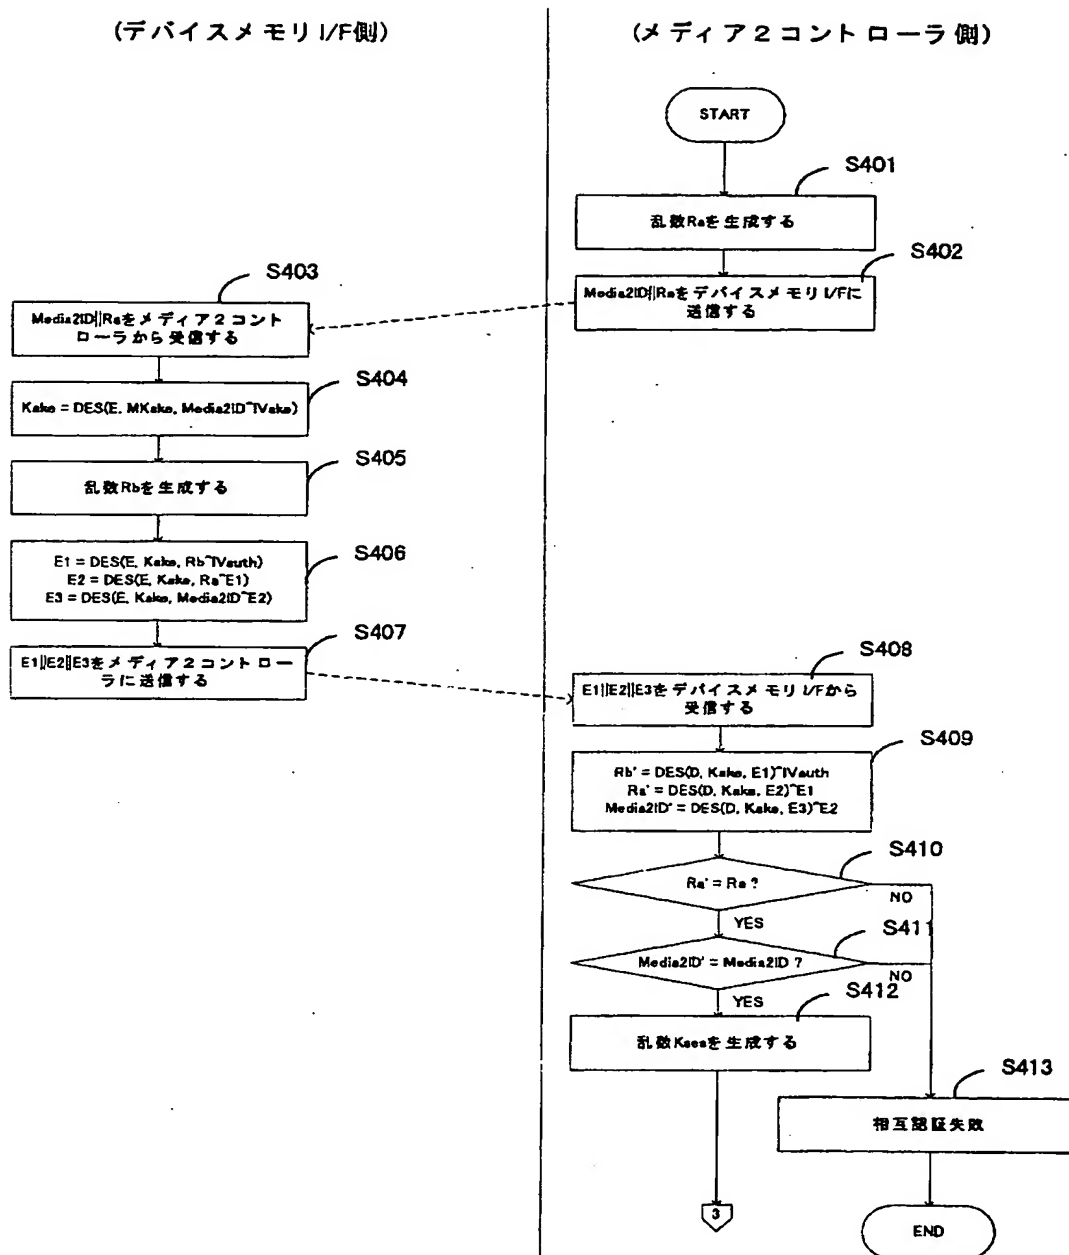 (デバイスメモリI/F側)
(メディア2コントローラ側)
START
S401
乱数Raを生成する
S402
Media2ID||Raをデバイスメモリ I/Fに
送信する
S403
Media2ID||Raをメディア2コント
ローラから受信する
S404
Kake = DES(E, MKake, Media2ID^IVake)
S405
乱数Rbを生成する
S406
E1 = DES(E, Kake, Rb^IVauth)
E2 = DES(E, Kake, Ra^E1)
E3 = DES(E, Kake, Media2ID^E2)
S407
E1||E2||E3をメディア2コントロー
ラに送信する
S408
E1||E2||E3をデバイスメモリ I/Fから
受信する
S409
Rb' = DES(D, Kake, E1)^IVauth
Ra' = DES(D, Kake, E2)^E1
Media2ID' = DES(D, Kake, E3)^E2
S410
Ra' = Ra ?
NO
YES
S411
Media2ID' = Media2ID ?
NO
YES
S412
乱数Ksesを生成する
S413
相互認証失敗
3
END